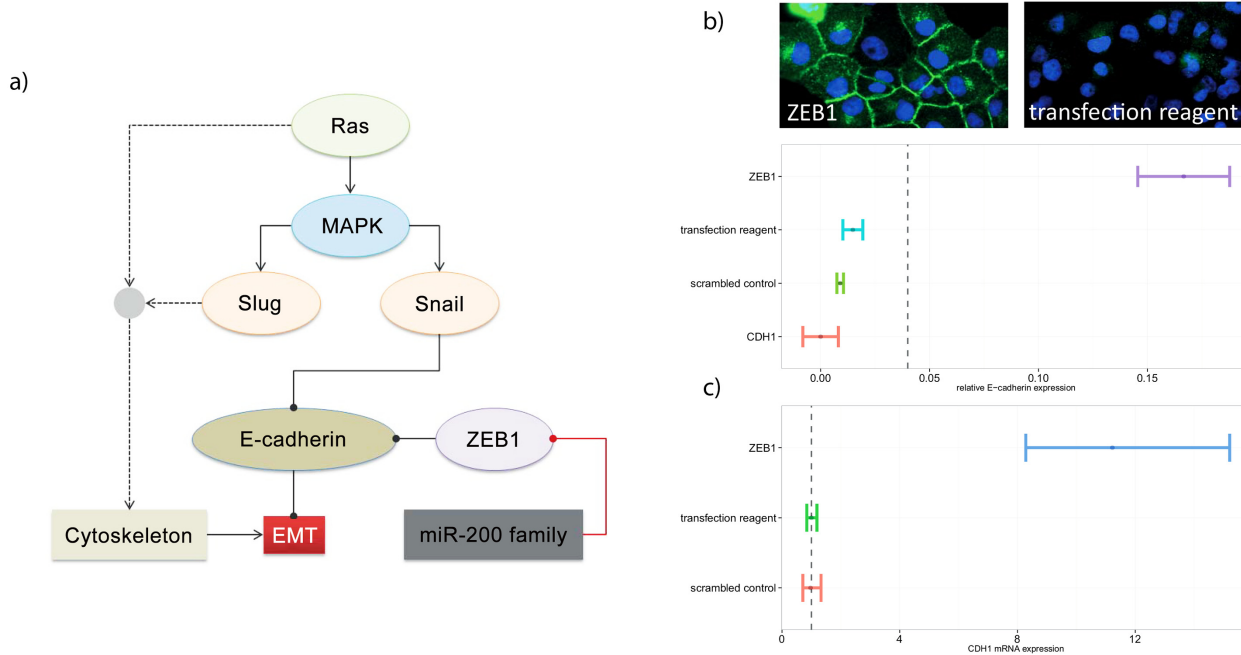 a)
Ras
MAPK
Slug
Snail
E-cadherin
ZEB1
Cytoskeleton
EMT
miR-200 family
b)
ZEB1
transfection reagent
ZEB1
transfection reagent
scrambled control
CDH1
0.00
0.05
0.10
0.15
relative E−cadherin expression
c)
ZEB1
transfection reagent
scrambled control
0
4
8
12
CDH1 mRNA expression